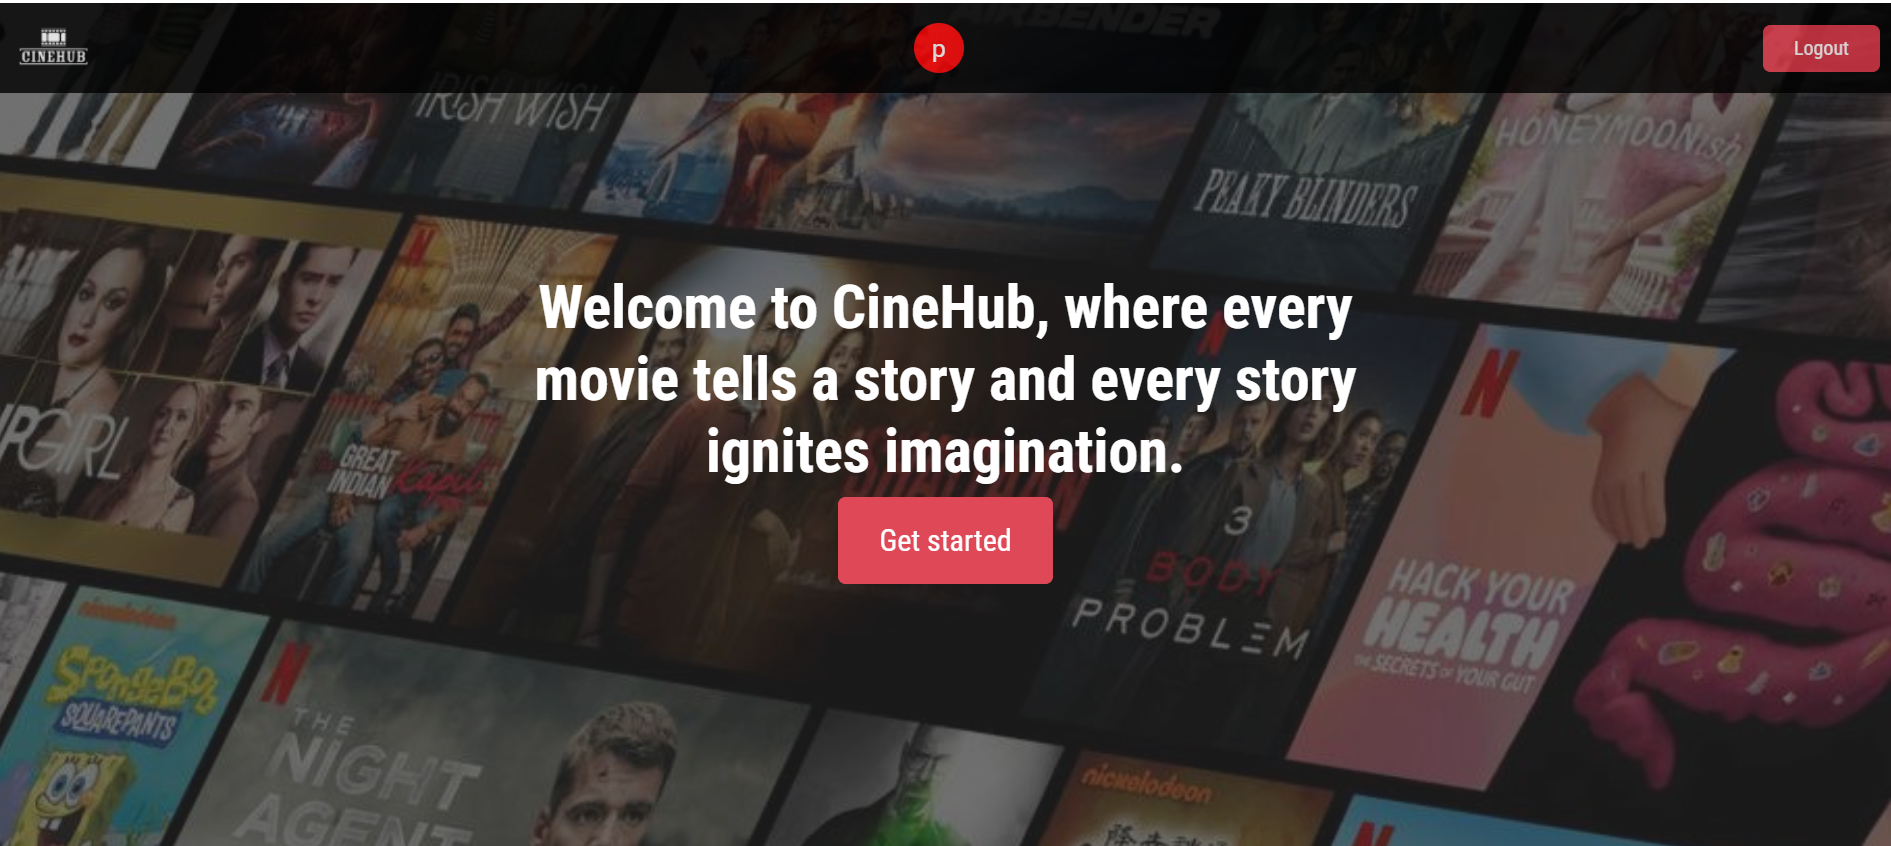 CINEHUB
p
Logout
AIRBENDER
IRISH WISH
PEAKY BLINDERS
HONEYMOONish
Welcome to CineHub, where every
movie tells a story and every story
ignites imagination.
Get started
GIRL
N
GREAT
INDIAN Kapil
N
3
BODY
PROBLEM
N
HACK YOUR
HEALTH
THE SECRETS OF YOUR GUT
nickelodeon
SPONGEBOB
SQUAREPANTS
N
THE
NIGHT
AGENT
nickelodeon
N